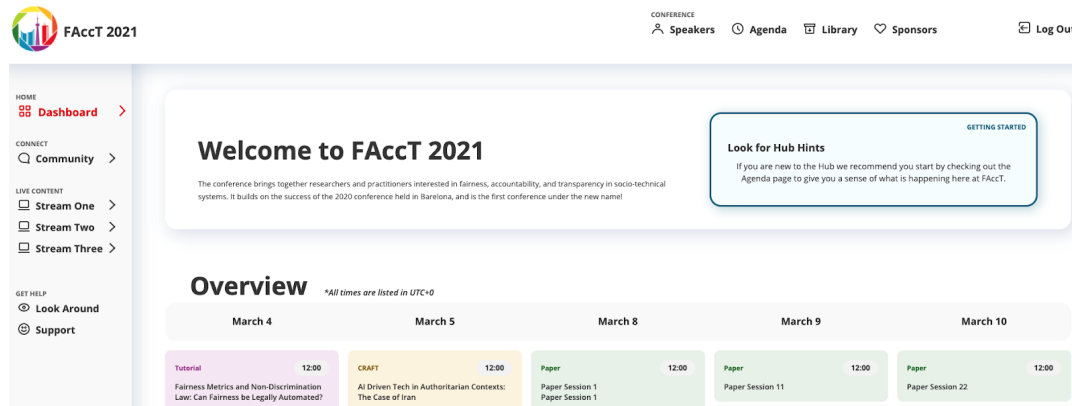 FAccT 2021
CONFERENCE
Speakers
Agenda
Library
Sponsors
Log Out
HOME
Dashboard
CONNECT
Community
LIVE CONTENT
Stream One
Stream Two
Stream Three
GET HELP
Look Around
Support
Welcome to FAccT 2021
The conference brings together researchers and practitioners interested in fairness, accountability, and transparency in socio-technical
systems. It builds on the success of the 2020 conference held in Barelona, and is the first conference under the new name!
GETTING STARTED
Look for Hub Hints
If you are new to the Hub we recommend you start by checking out the
Agenda page to give you a sense of what is happening here at FAccT.
Overview
*All times are listed in UTC+0
March 4
March 5
March 8
March 9
March 10
Tutorial
12:00
Fairness Metrics and Non-Discrimination
Law: Can Fairness be Legally Automated?
CRAFT
12:00
AI Driven Tech in Authoritarian Contexts:
The Case of Iran
Paper
12:00
Paper Session 1
Paper Session 1
Paper
12:00
Paper Session 11
Paper
12:00
Paper Session 22